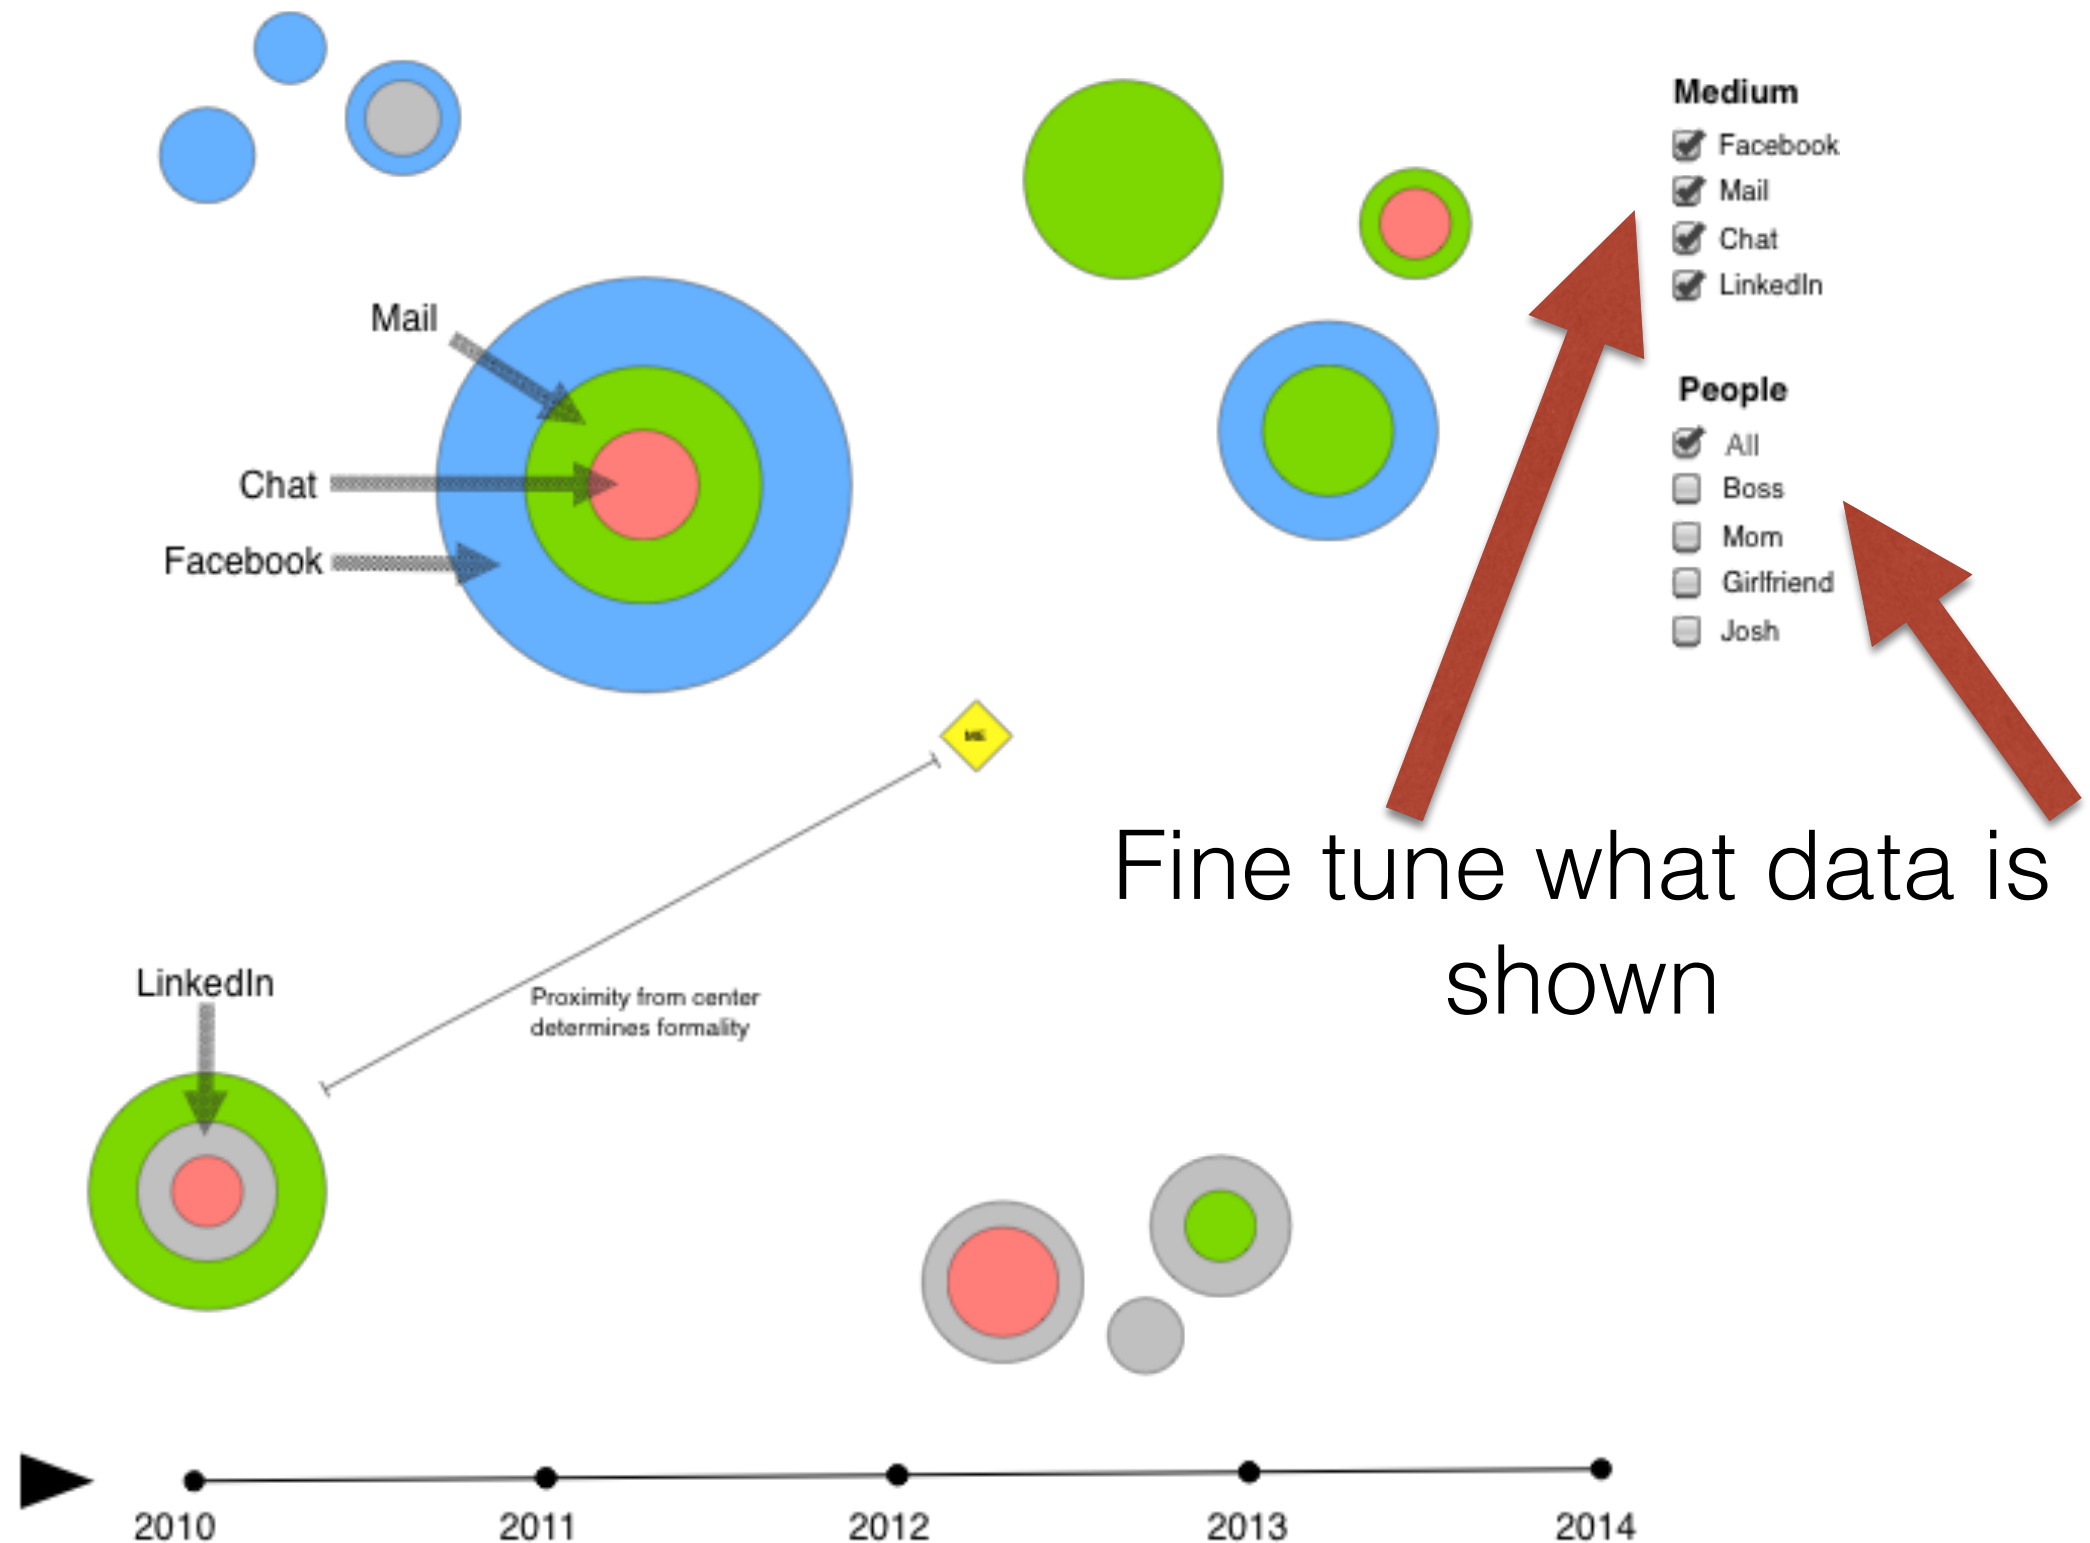 Medium
Facebook
Mail
Chat
LinkedIn
People
All
Boss
Mom
Girlfriend
Josh
Mail
Chat
Facebook
ME
Fine tune what data is
shown
LinkedIn
Proximity from center
determines formality
2010
2011
2012
2013
2014